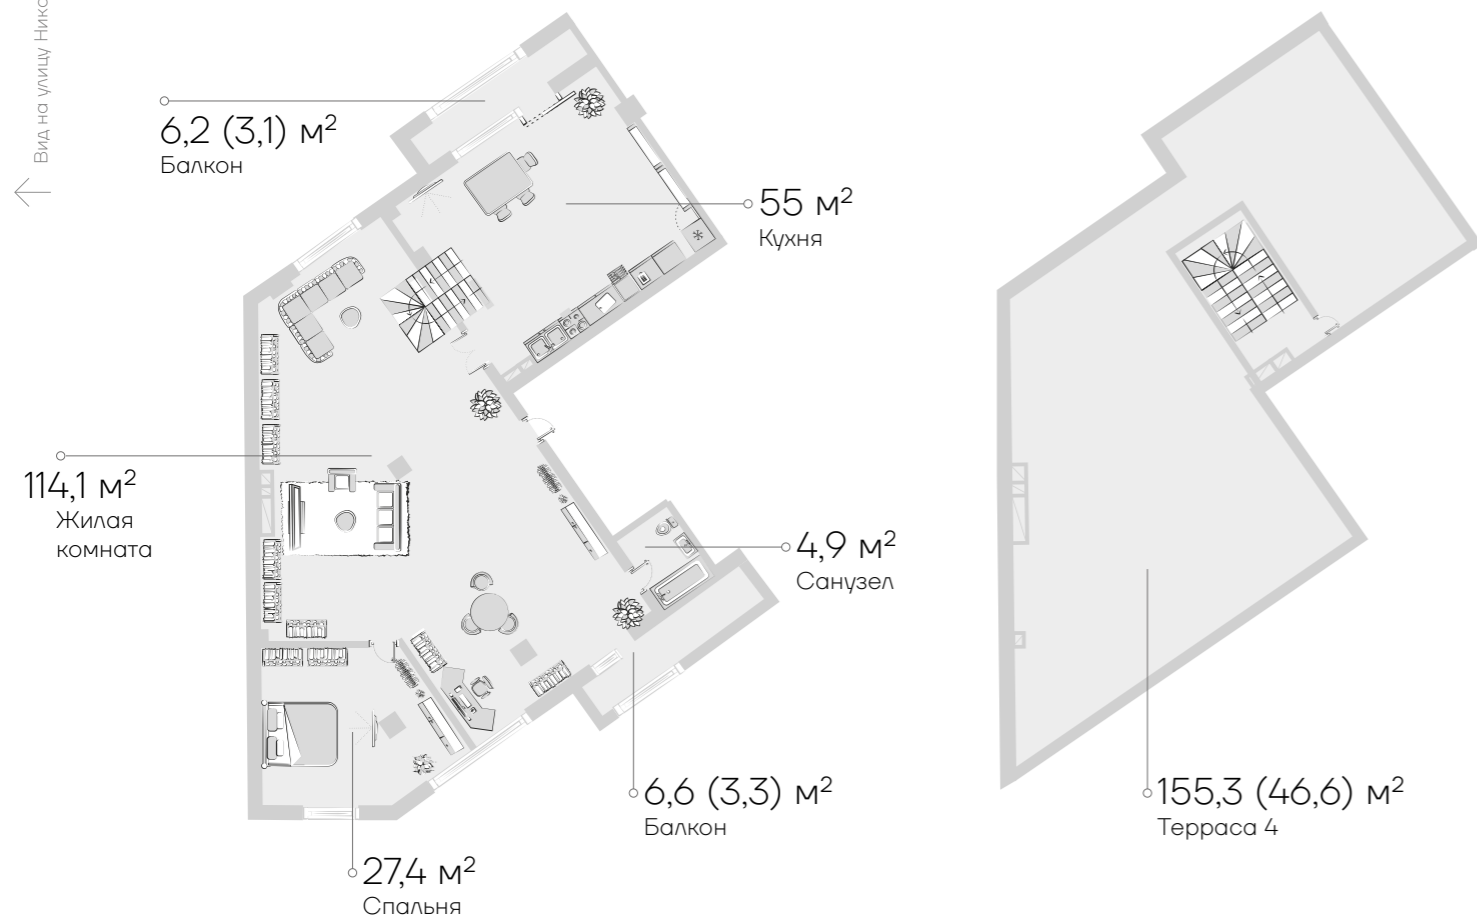 Вид на улицу
6,2 (3,1) м²
Балкон
55 м²
Кухня
114,1 м²
Жилая
комната
4,9 м²
Санузел
6,6 (3,3) м²
Балкон
155,3 (46,6) м²
Терраса 4
27,4 м²
Спальня